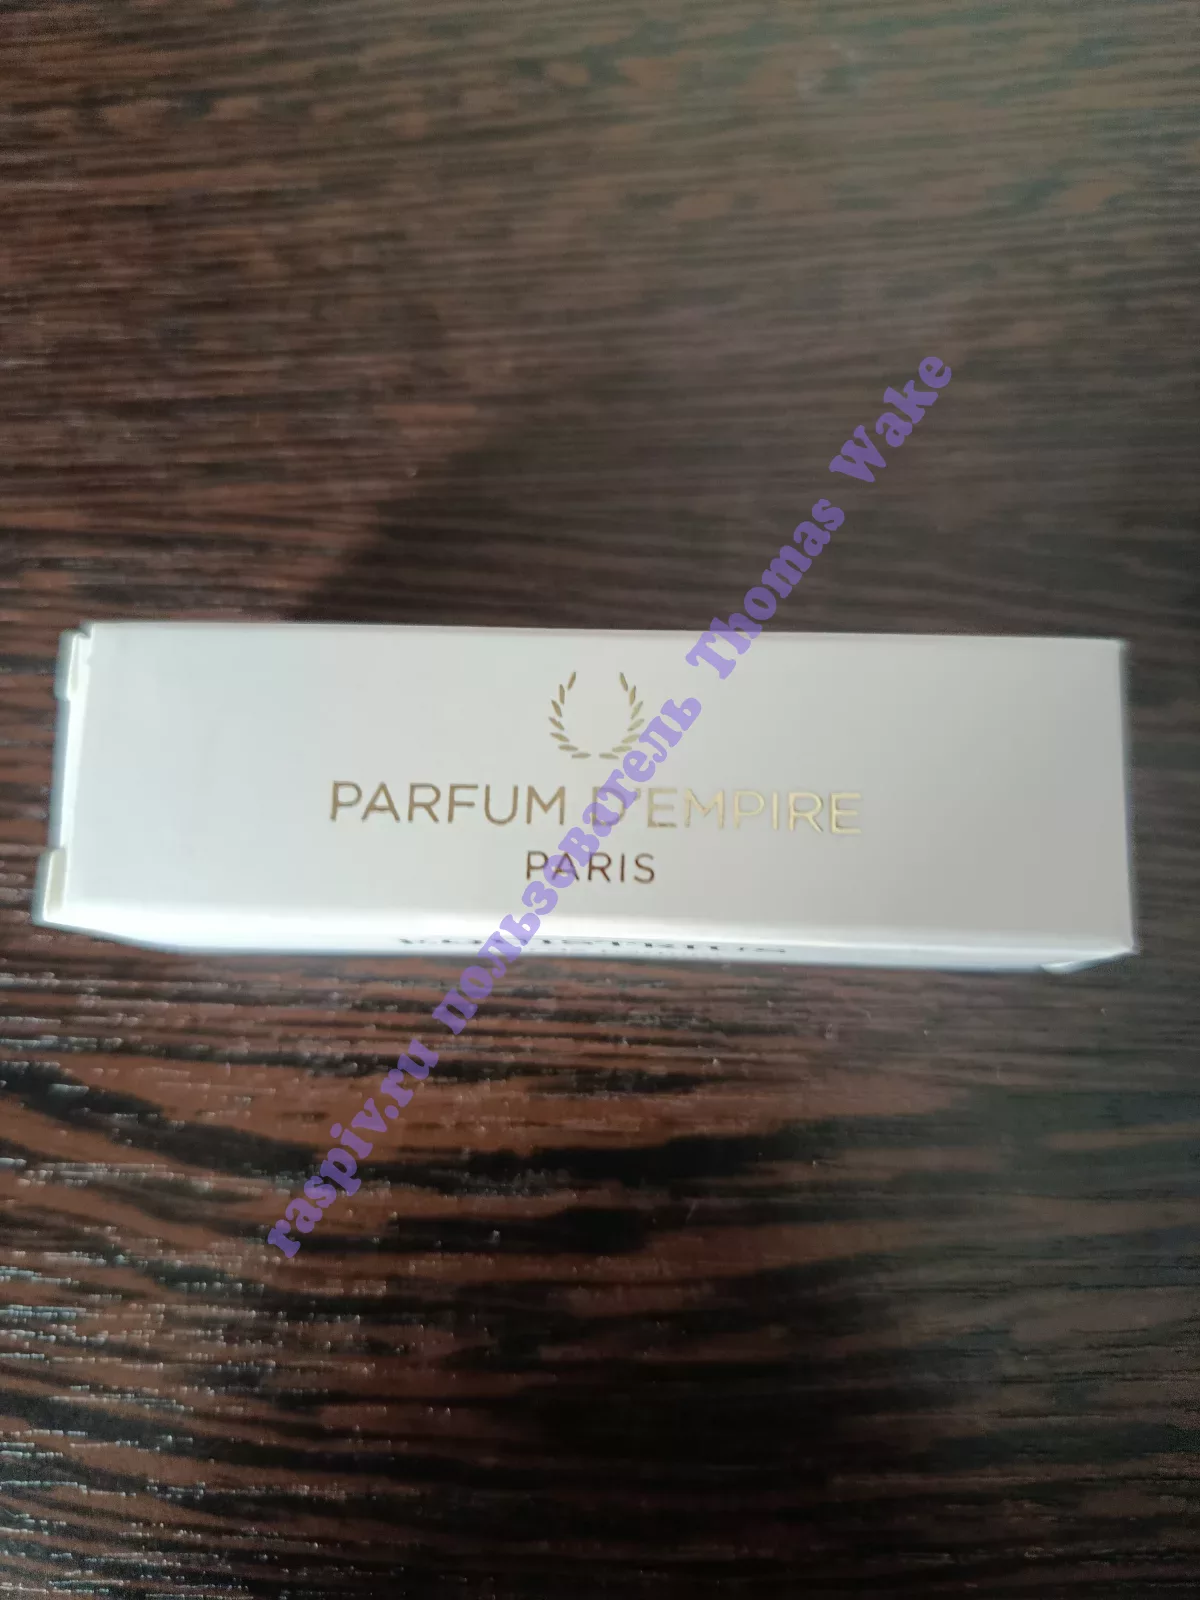 PARFUM D'EMPIRE
PARIS
raspiv.ru пользователь Thomas Wake